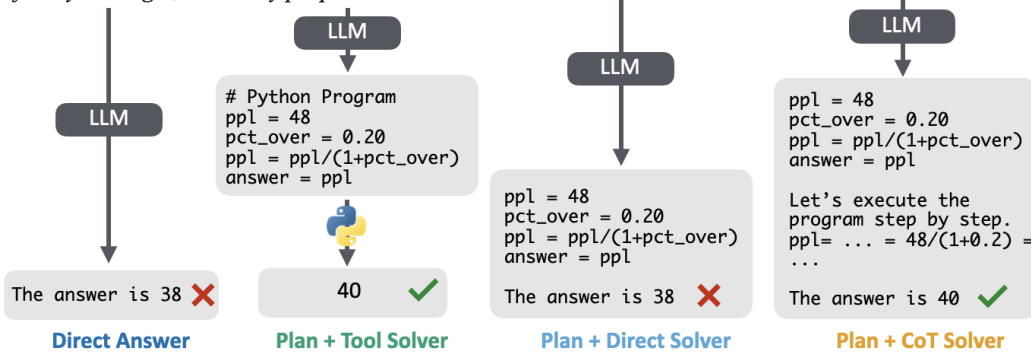 LLM
# Python Program
ppl = 48
pct_over = 0.20
ppl = ppl/(1+pct_over)
answer = ppl
40
Plan + Tool Solver
LLM
The answer is 38
Direct Answer
LLM
ppl = 48
pct_over = 0.20
ppl = ppl/(1+pct_over)
answer = ppl
The answer is 38
Plan + Direct Solver
LLM
ppl = 48
pct_over = 0.20
ppl = ppl/(1+pct_over)
answer = ppl
Let’s execute the
program step by step.
ppl= ... = 48/(1+0.2) =
...
The answer is 40
Plan + CoT Solver